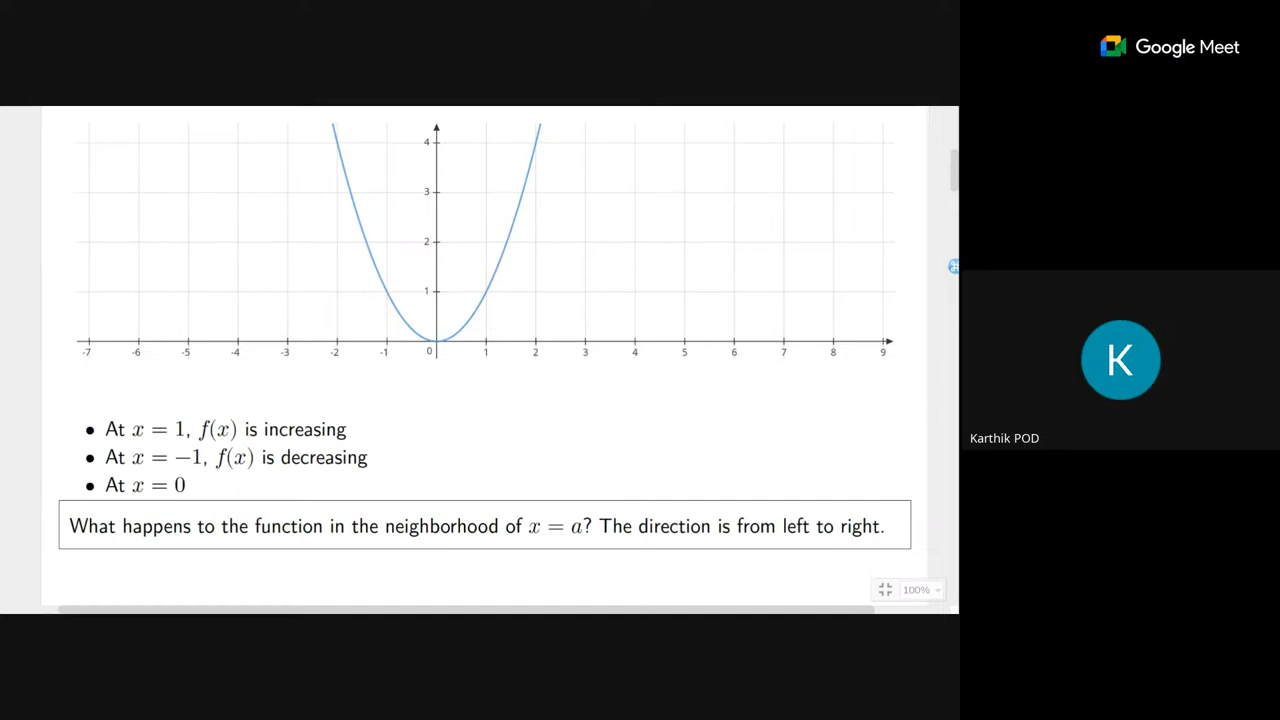 Google Meet
4
3
2
1
-7 -6 -5 -4 -3 -2 -1 0 1 2 3 4 5 6 7 8 9
• At x = 1, f(x) is increasing
• At x = −1, f(x) is decreasing
• At x = 0
What happens to the function in the neighborhood of x = a? The direction is from left to right.
100%
K
Karthik POD